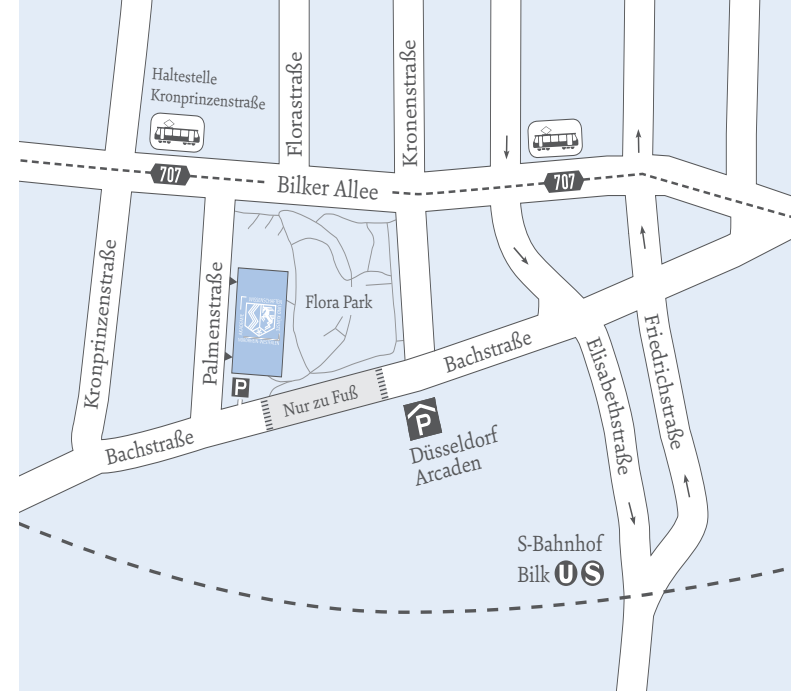 Haltestelle
Kronprinzenstraße
Florastraße
Kronenstraße
707
Bilker Allee
707
Kronprinzenstraße
Palmenstraße
Flora Park
P
Nur zu Fuß
Bachstraße
Bachstraße
Elisabethstraße
Friedrichstraße
P
Düsseldorf
Arcaden
S-Bahnhof
Bilk U S